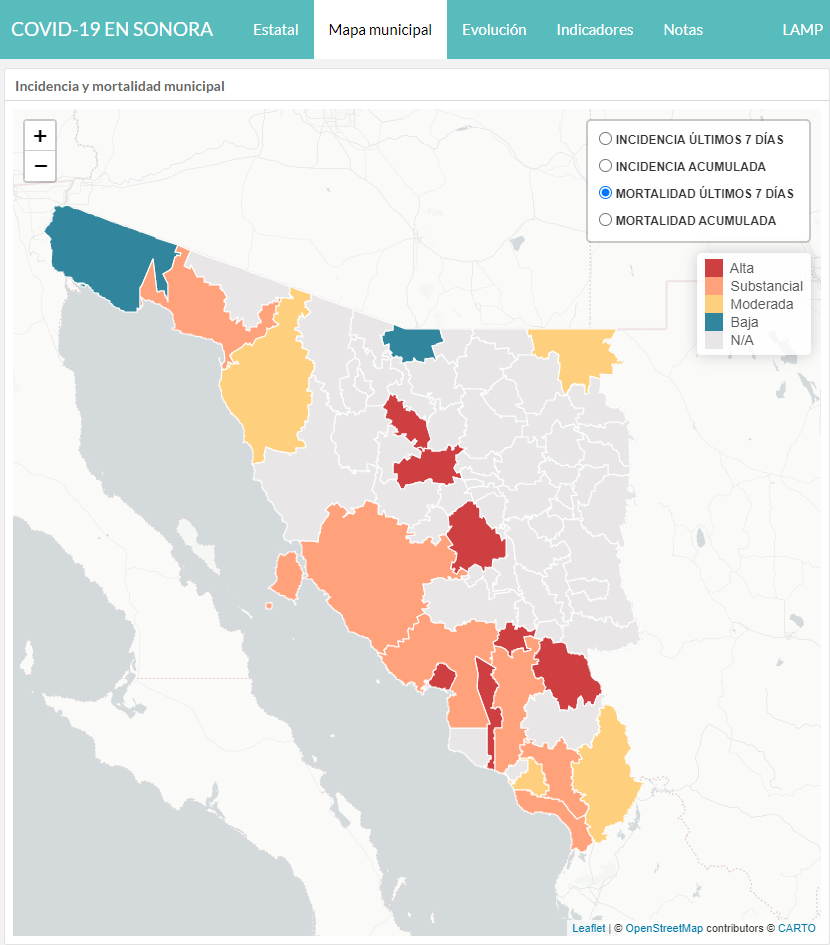 COVID-19 EN SONORA Estatal Mapa municipal Evolución Indicadores Notas LAMP
Incidencia y mortalidad municipal
+
−
INCIDENCIA ÚLTIMOS 7 DÍAS
INCIDENCIA ACUMULADA
MORTALIDAD ÚLTIMOS 7 DÍAS
MORTALIDAD ACUMULADA
Alta
Substancial
Moderada
Baja
N/A
Leaflet | © OpenStreetMap contributors © CARTO